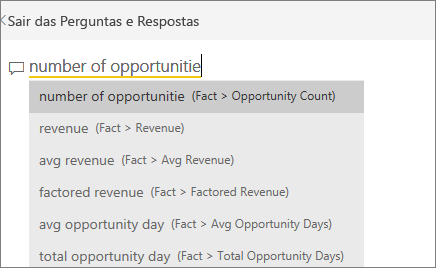 Sair das Perguntas e Respostas
number of opportunitie
number of opportunitie (Fact > Opportunity Count)
revenue (Fact > Revenue)
avg revenue (Fact > Avg Revenue)
factored revenue (Fact > Factored Revenue)
avg opportunity day (Fact > Avg Opportunity Days)
total opportunity day (Fact > Total Opportunity Days)